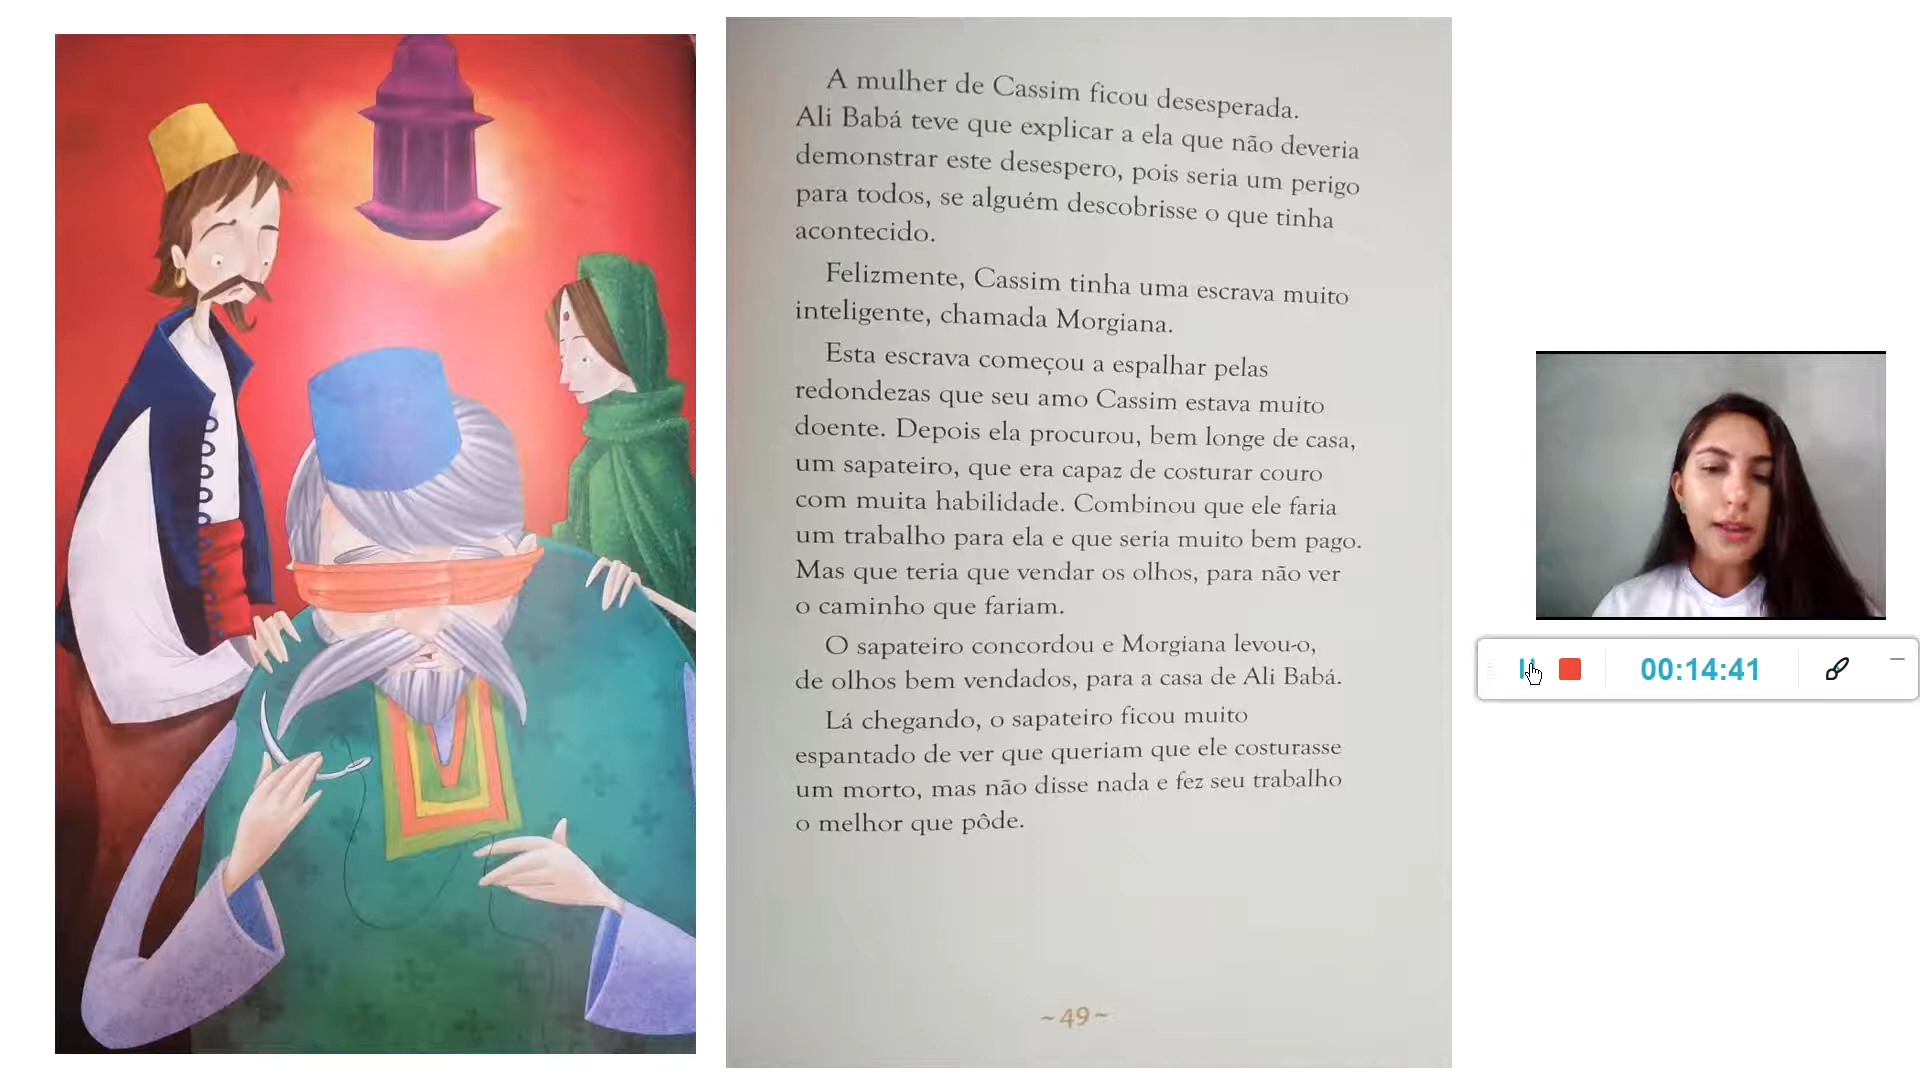 A mulher de Cassim ficou desesperada.
Ali Babá teve que explicar a ela que não deveria
demonstrar este desespero, pois seria um perigo
para todos, se alguém descobrisse o que tinha
acontecido.
Felizmente, Cassim tinha uma escrava muito
inteligente, chamada Morgiana.
Esta escrava começou a espalhar pelas
redondezas que seu amo Cassim estava muito
doente. Depois ela procurou, bem longe de casa,
um sapateiro, que era capaz de costurar couro
com muita habilidade. Combinou que ele faria
um trabalho para ela e que seria muito bem pago.
Mas que teria que vendar os olhos, para não ver
o caminho que fariam.
O sapateiro concordou e Morgiana levou-o,
de olhos bem vendados, para a casa de Ali Babá.
Lá chegando, o sapateiro ficou muito
espantado de ver que queriam que ele costurasse
um morto, mas não disse nada e fez seu trabalho
o melhor que pôde.
~49~
00:14:41